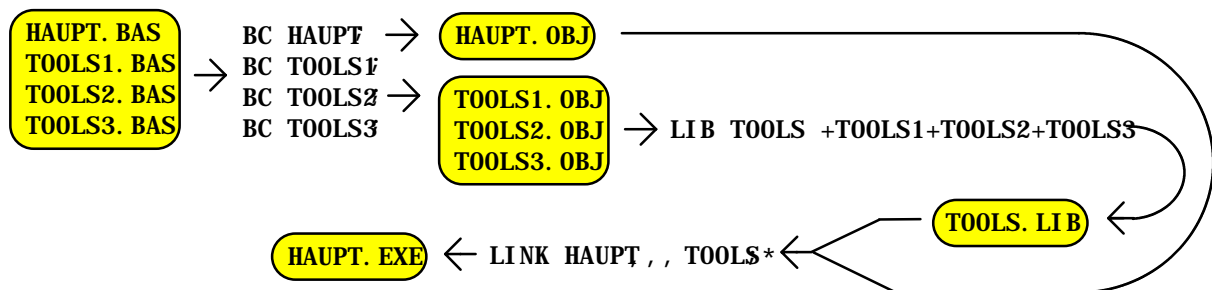 HAUPT.BAS
TOOLS1.BAS
TOOLS2.BAS
TOOLS3.BAS
BC HAUPT;
BC TOOLS1;
BC TOOLS2;
BC TOOLS3;
HAUPT.OBJ
TOOLS1.OBJ
TOOLS2.OBJ
TOOLS3.OBJ
LIB TOOLS +TOOLS1+TOOLS2+TOOLS3
TOOLS.LIB
LINK HAUPT,,,TOOLS;*
HAUPT.EXE